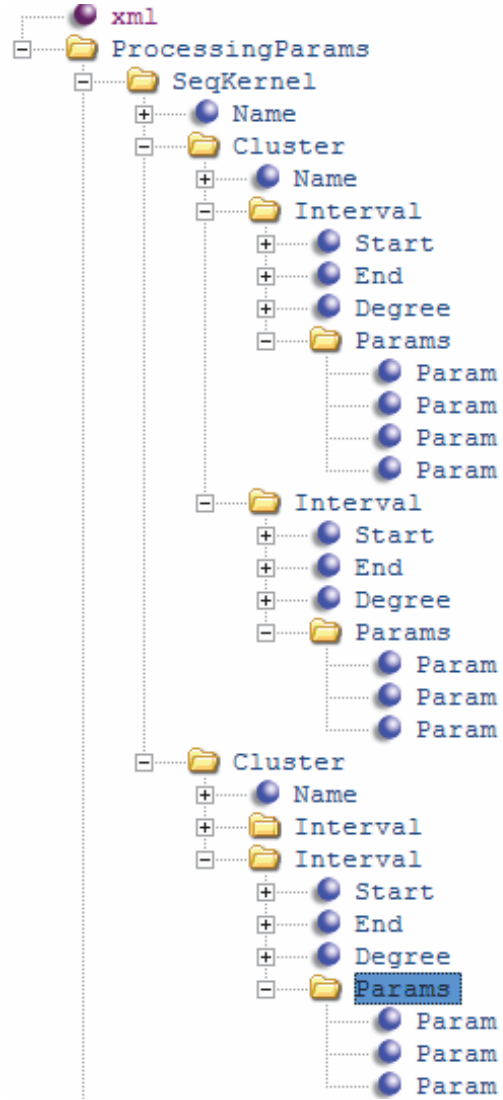 xml
ProcessingParams
SeqKernel
Name
Cluster
Name
Interval
Start
End
Degree
Params
Param
Param
Param
Param
Interval
Start
End
Degree
Params
Param
Param
Param
Cluster
Name
Interval
Interval
Start
End
Degree
Params
Param
Param
Param